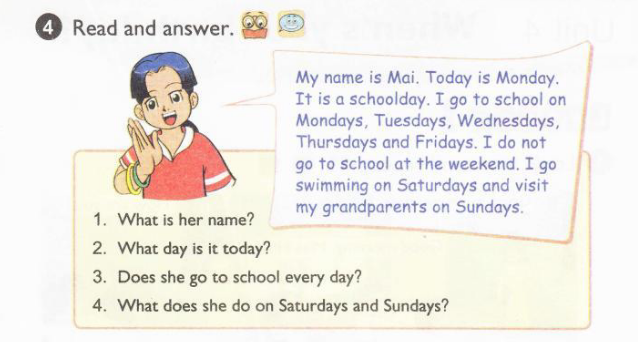 4 Read and answer.
My name is Mai. Today is Monday.
It is a schoolday. I go to school on
Mondays, Tuesdays, Wednesdays,
Thursdays and Fridays. I do not
go to school at the weekend. I go
swimming on Saturdays and visit
my grandparents on Sundays.
1. What is her name?
2. What day is it today?
3. Does she go to school every day?
4. What does she do on Saturdays and Sundays?